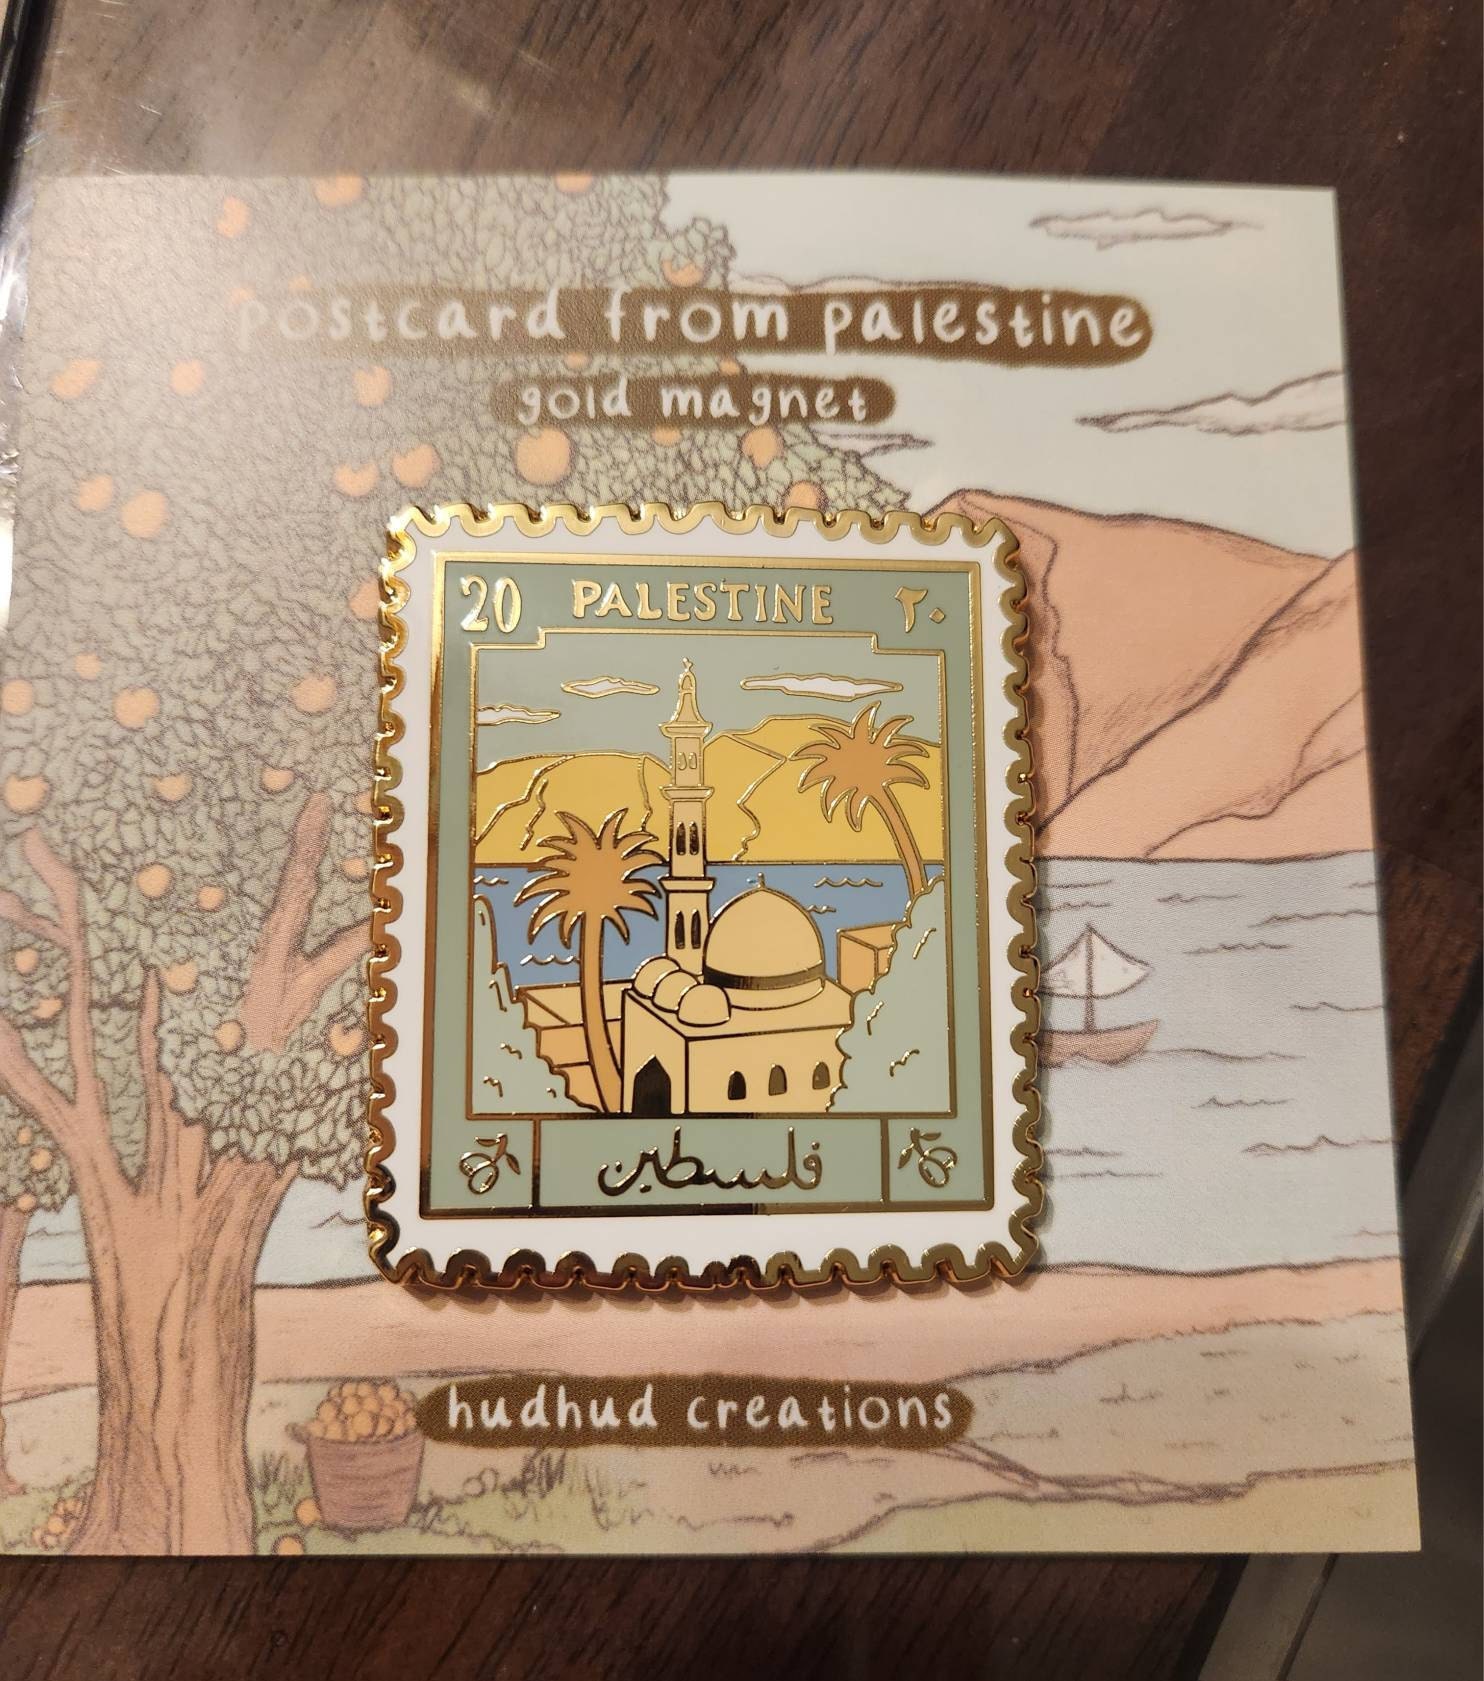 postcard from palestine
gold magnet
20 PALESTINE ٢٠
فلسطين
hudhud creations